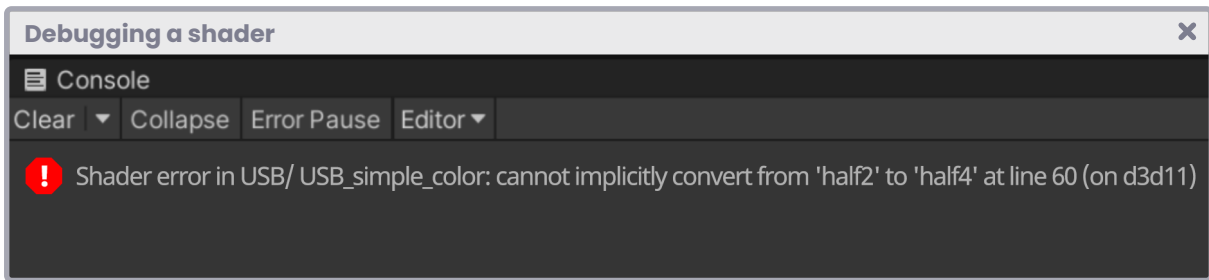 Debugging a shader
Console
Clear Collapse Error Pause Editor
Shader error in USB/ USB_simple_color: cannot implicitly convert from 'half2' to 'half4' at line 60 (on d3d11)